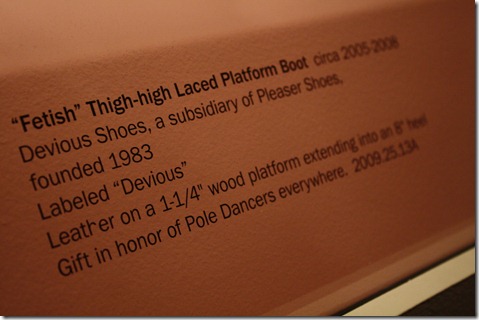 "Fetish" Thigh-high Laced Platform Boot circa 2005-2008
Devious Shoes, a subsidiary of Pleaser Shoes,
founded 1983
Labeled "Devious"
Leather on a 1-1/4" wood platform extending into an 8" heel
Gift in honor of Pole Dancers everywhere, 2009.25.13A